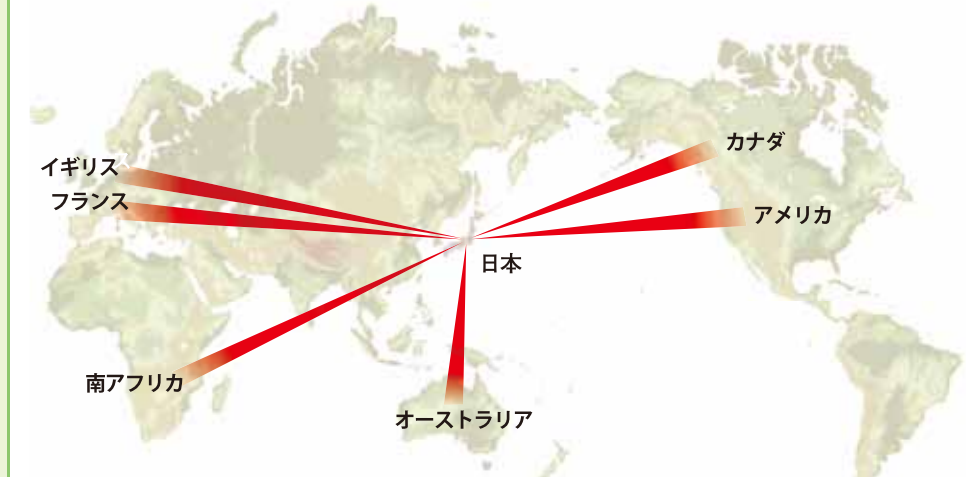 カナダ
イギリス
フランス
アメリカ
日本
南アフリカ
オーストラリア